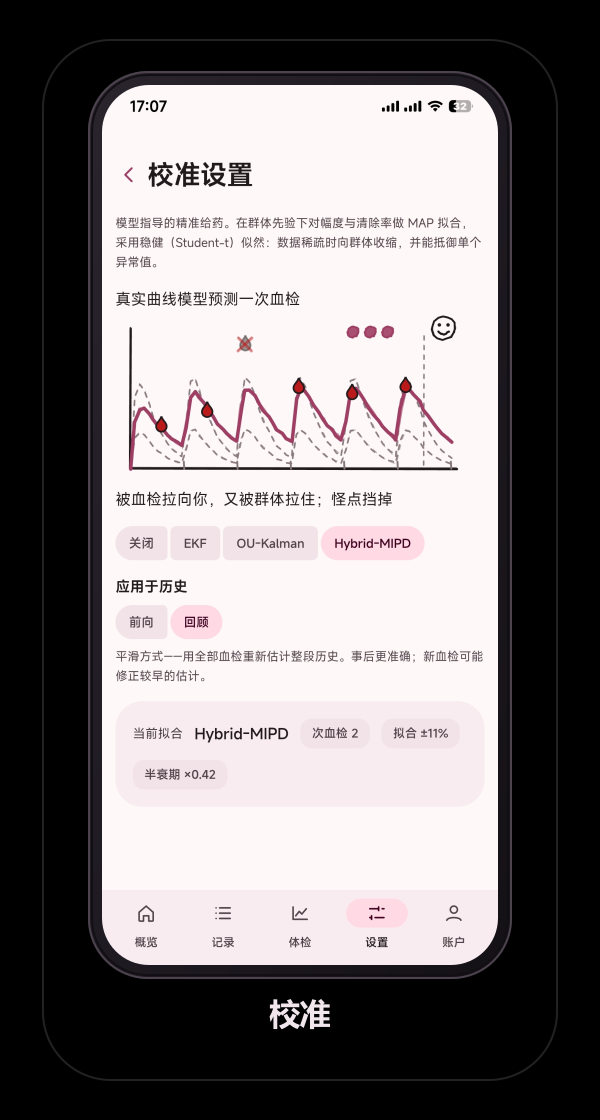 17:07
32
校准设置
模型指导的精准给药。在群体先验下对幅度与清除率做 MAP 拟合，
采用稳健（Student-t）似然：数据稀疏时向群体收缩，并能抵御单个
异常值。
真实曲线模型预测一次血检
被血检拉向你，又被群体拉住；怪点挡掉
关闭 EKF OU-Kalman Hybrid-MIPD
应用于历史
前向 回顾
平滑方式——用全部血检重新估计整段历史。事后更准确；新血检可能
修正较早的估计。
当前拟合 Hybrid-MIPD 次血检 2 拟合 ±11%
半衰期 ×0.42
概览 记录 体检 设置 账户
校准